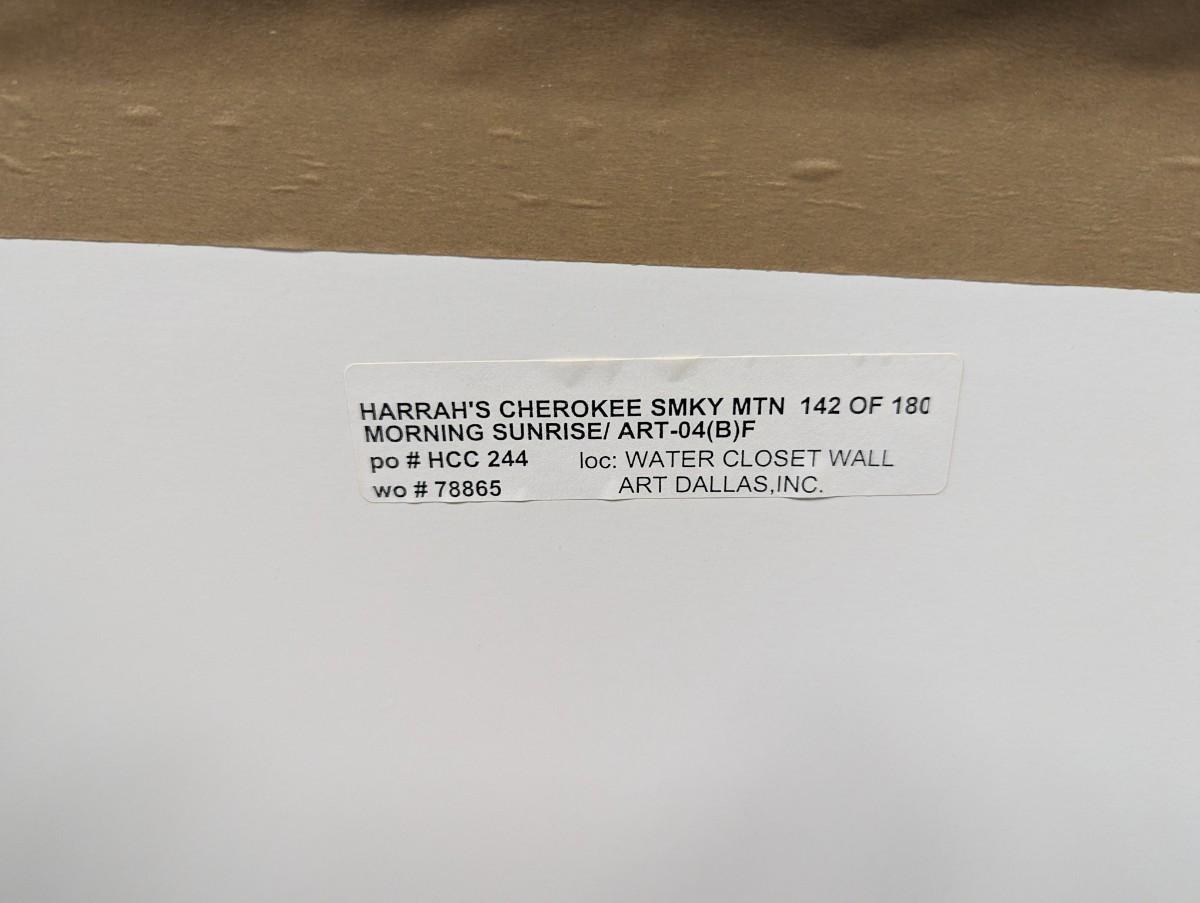 HARRAH'S CHEROKEE SMKY MTN 142 OF 180
MORNING SUNRISE/ ART-04(B)F
po # HCC 244 loc: WATER CLOSET WALL
wo # 78865 ART DALLAS,INC.